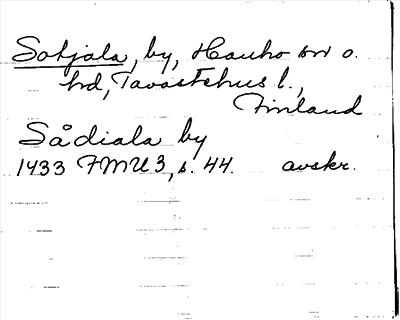 Sotjala, by, Hauho sn o.
hd, Tavastehus l.,
Finland
Sådiala by
1433 FMU 3, s. 44. avskr.